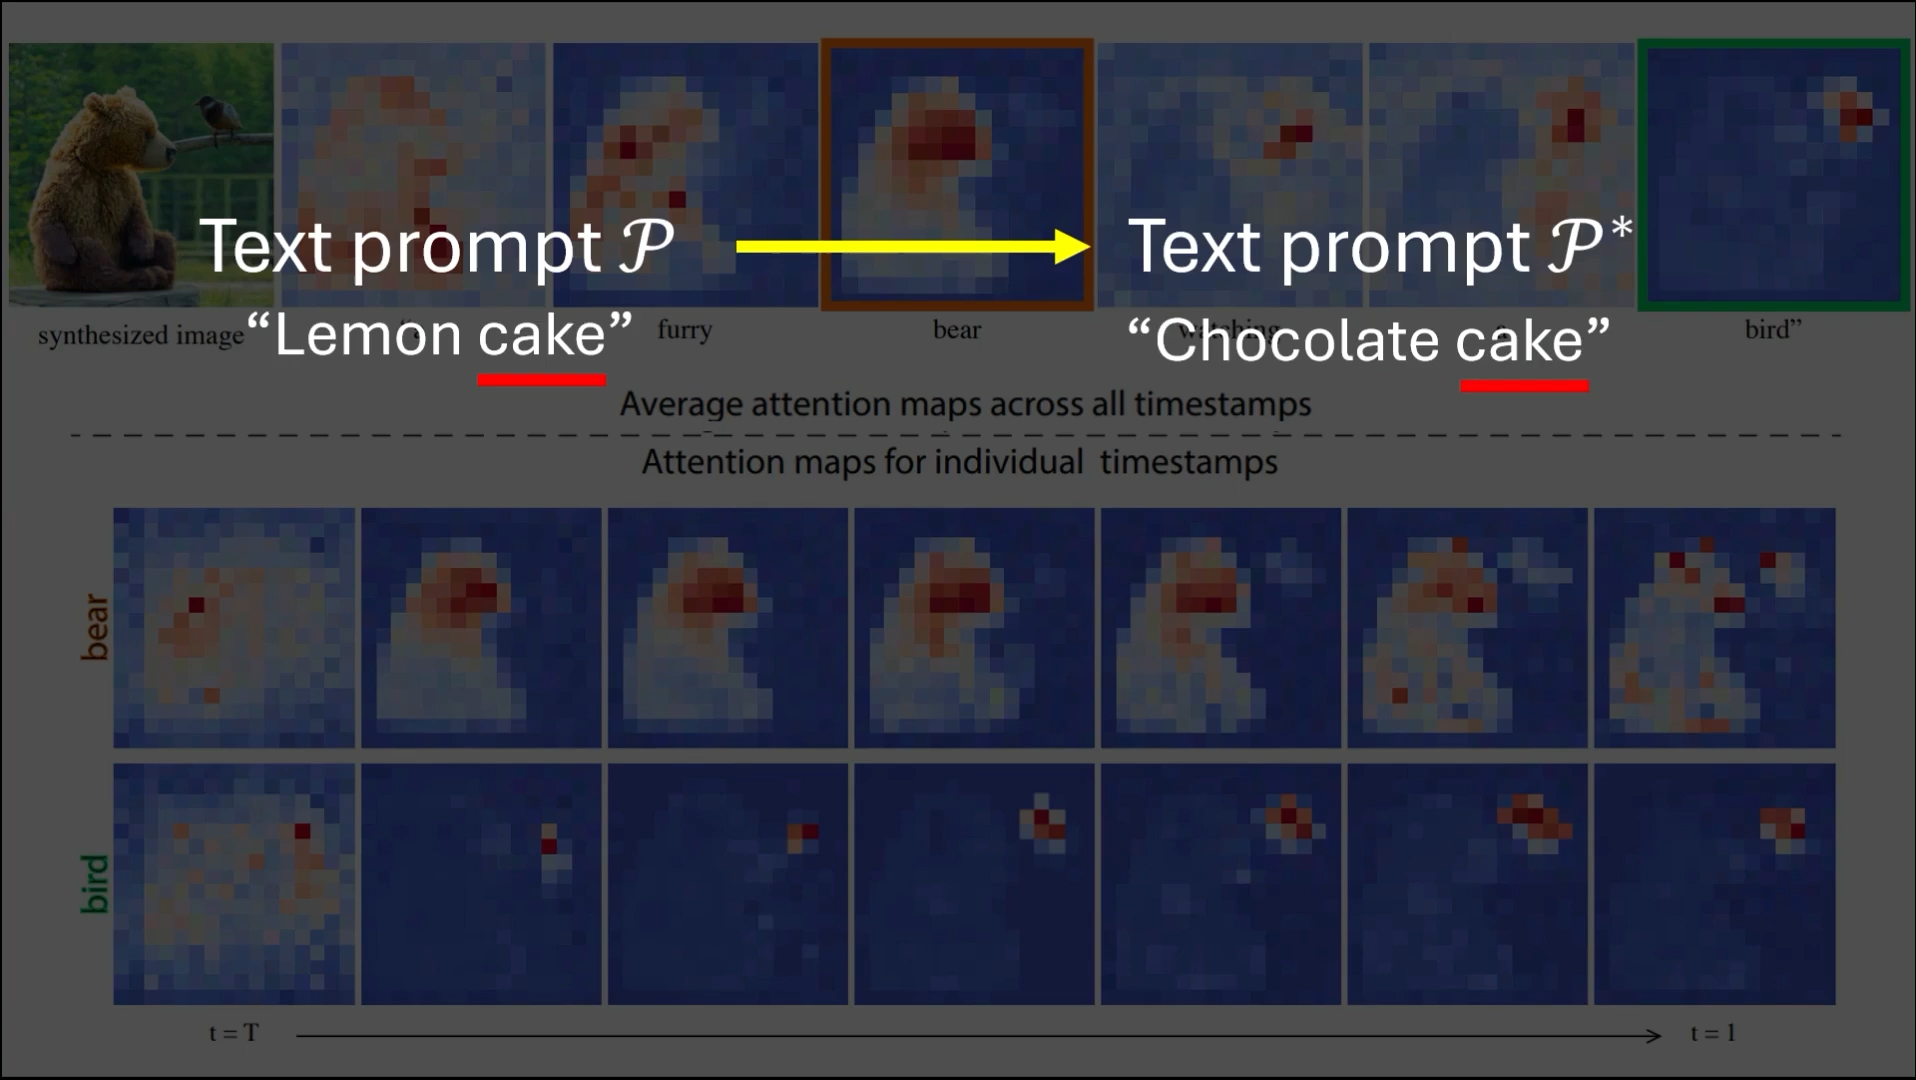 Text prompt 𝒫
Text prompt 𝒫*
“Lemon cake”
“Chocolate cake”
synthesized image
“a
furry
bear
watching
a
bird”
Average attention maps across all timestamps
Attention maps for individual timestamps
bear
bird
t = T
t = 1